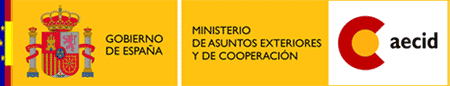 GOBIERNO
DE ESPAÑA
MINISTERIO
DE ASUNTOS EXTERIORES
Y DE COOPERACIÓN
aecid